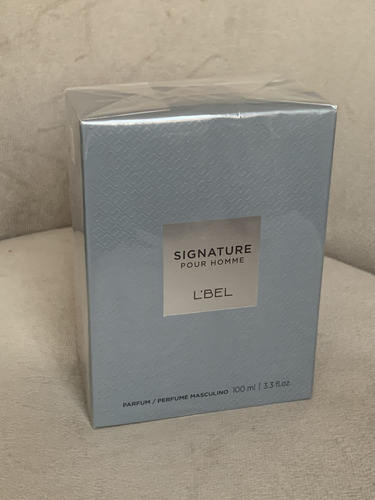 SIGNATURE
POUR HOMME
L'BEL
PARFUM / PERFUME MASCULINO 100 ml | 3.3 fl.oz.